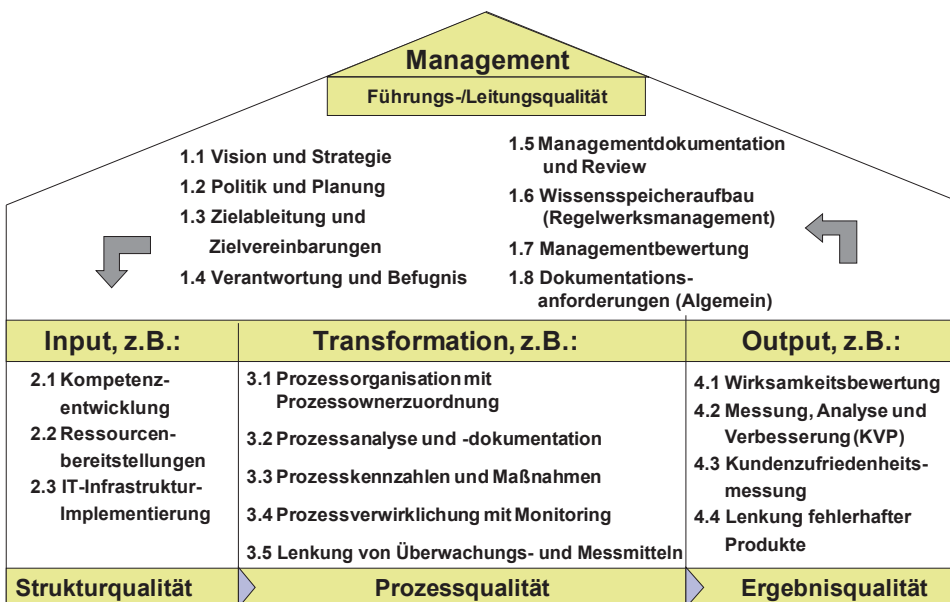 Management
Führungs-/Leitungsqualität
1.1 Vision und Strategie
1.2 Politik und Planung
1.3 Zielableitung und
Zielvereinbarungen
1.4 Verantwortung und Befugnis
1.5 Managementdokumentation
und Review
1.6 Wissensspeicheraufbau
(Regelwerksmanagement)
1.7 Managementbewertung
1.8 Dokumentations-
anforderungen (Algemein)
Input, z.B.:
2.1 Kompetenz-
entwicklung
2.2 Ressourcen-
bereitstellungen
2.3 IT-Infrastruktur-
Implementierung
Strukturqualität
Transformation, z.B.:
3.1 Prozessorganisation mit
Prozessownerzuordnung
3.2 Prozessanalyse und -dokumentation
3.3 Prozesskennzahlen und Maßnahmen
3.4 Prozessverwirklichung mit Monitoring
3.5 Lenkung von Überwachungs- und Messmitteln
Prozessqualität
Output, z.B.:
4.1 Wirksamkeitsbewertung
4.2 Messung, Analyse und
Verbesserung (KVP)
4.3 Kundenzufriedenheits-
messung
4.4 Lenkung fehlerhafter
Produkte
Ergebnisqualität